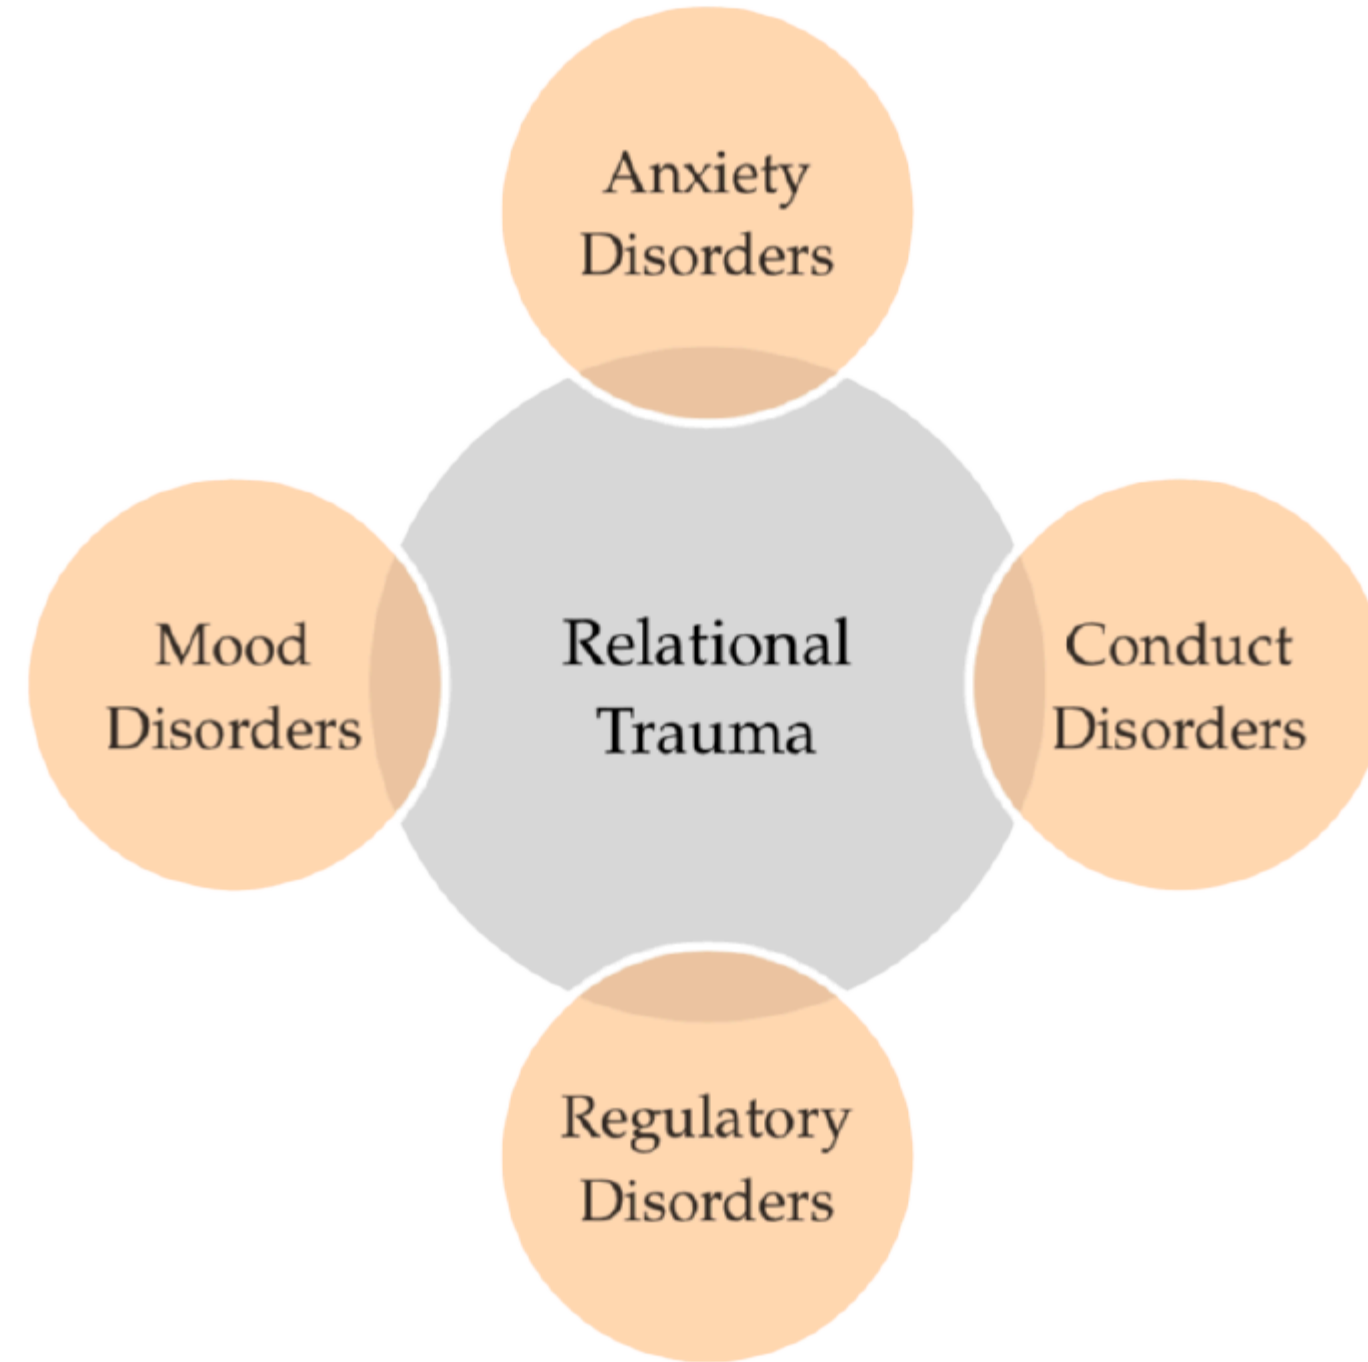 Anxiety
Disorders
Mood
Disorders
Relational
Trauma
Conduct
Disorders
Regulatory
Disorders